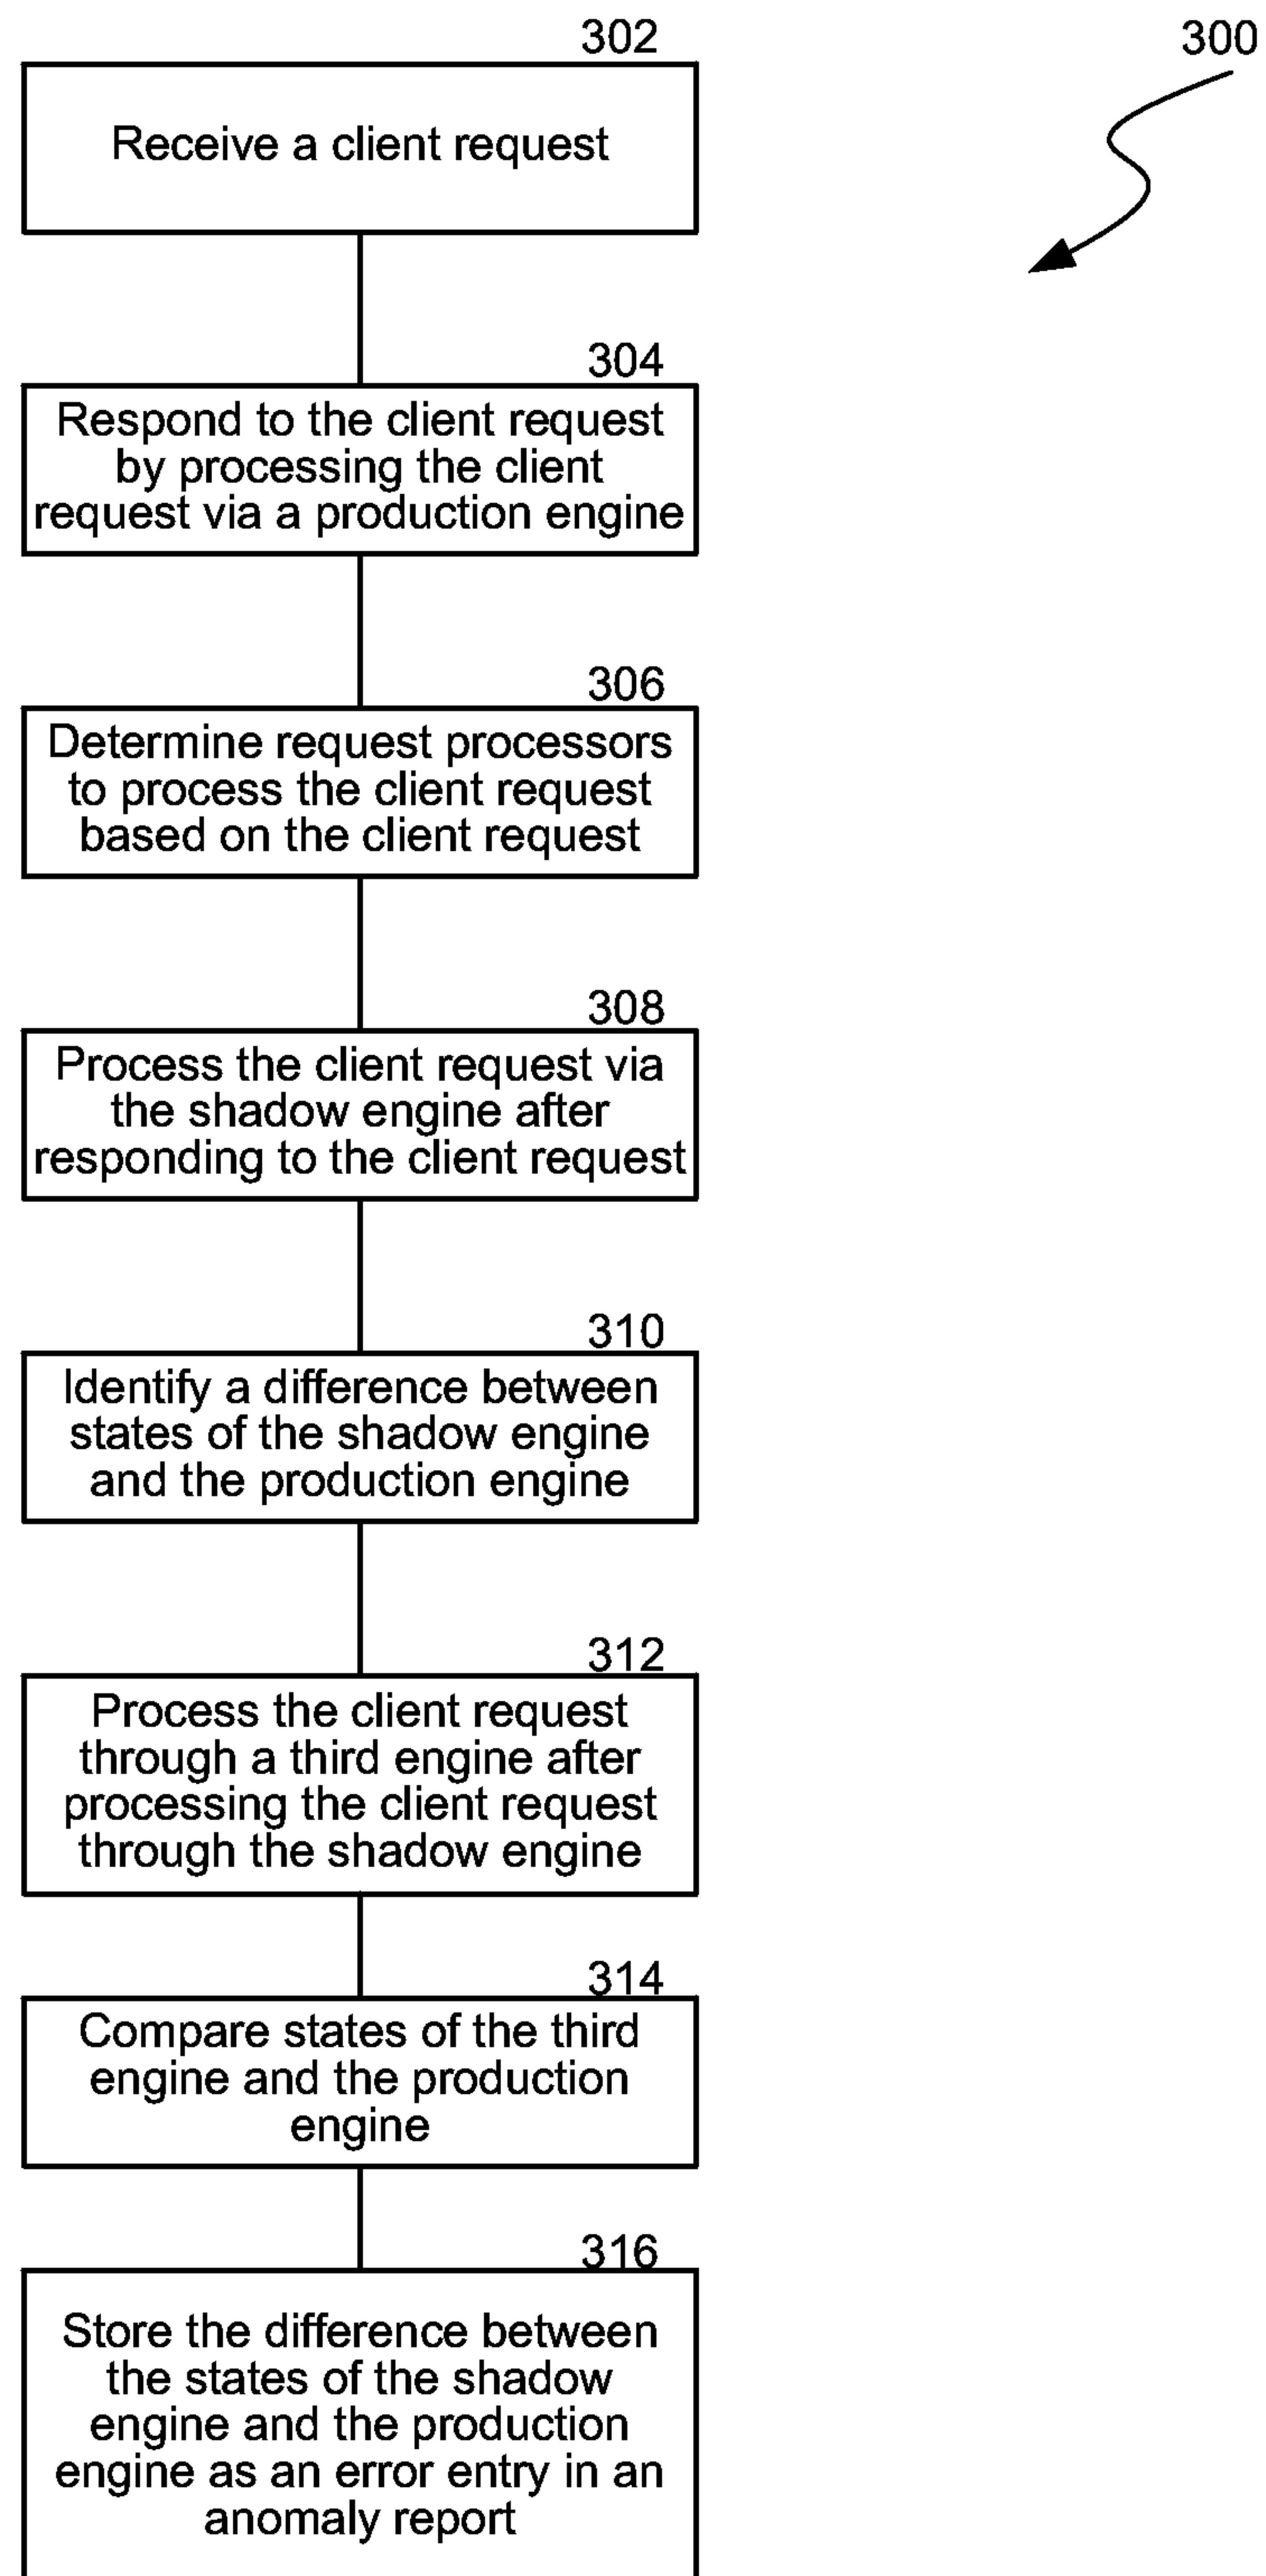 302
300
Receive a client request
304
Respond to the client request
by processing the client
request via a production engine
306
Determine request processors
to process the client request
based on the client request
308
Process the client request via
the shadow engine after
responding to the client request
310
Identify a difference between
states of the shadow engine
and the production engine
312
Process the client request
through a third engine after
processing the client request
through the shadow engine
314
Compare states of the third
engine and the production
engine
316
Store the difference between
the states of the shadow
engine and the production
engine as an error entry in an
anomaly report